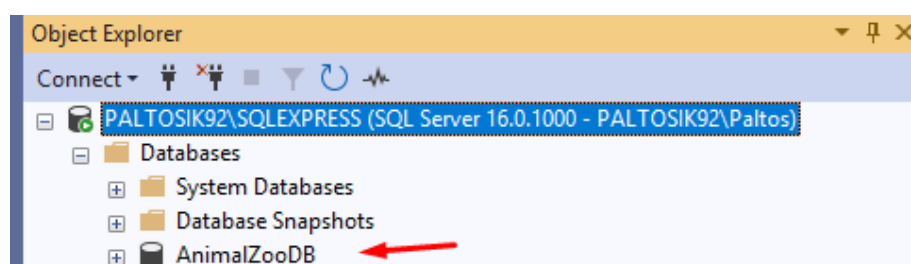 Object Explorer
Connect
PALTOSIK92\SQLEXPRESS (SQL Server 16.0.1000 - PALTOSIK92\Paltos)
Databases
System Databases
Database Snapshots
AnimalZooDB